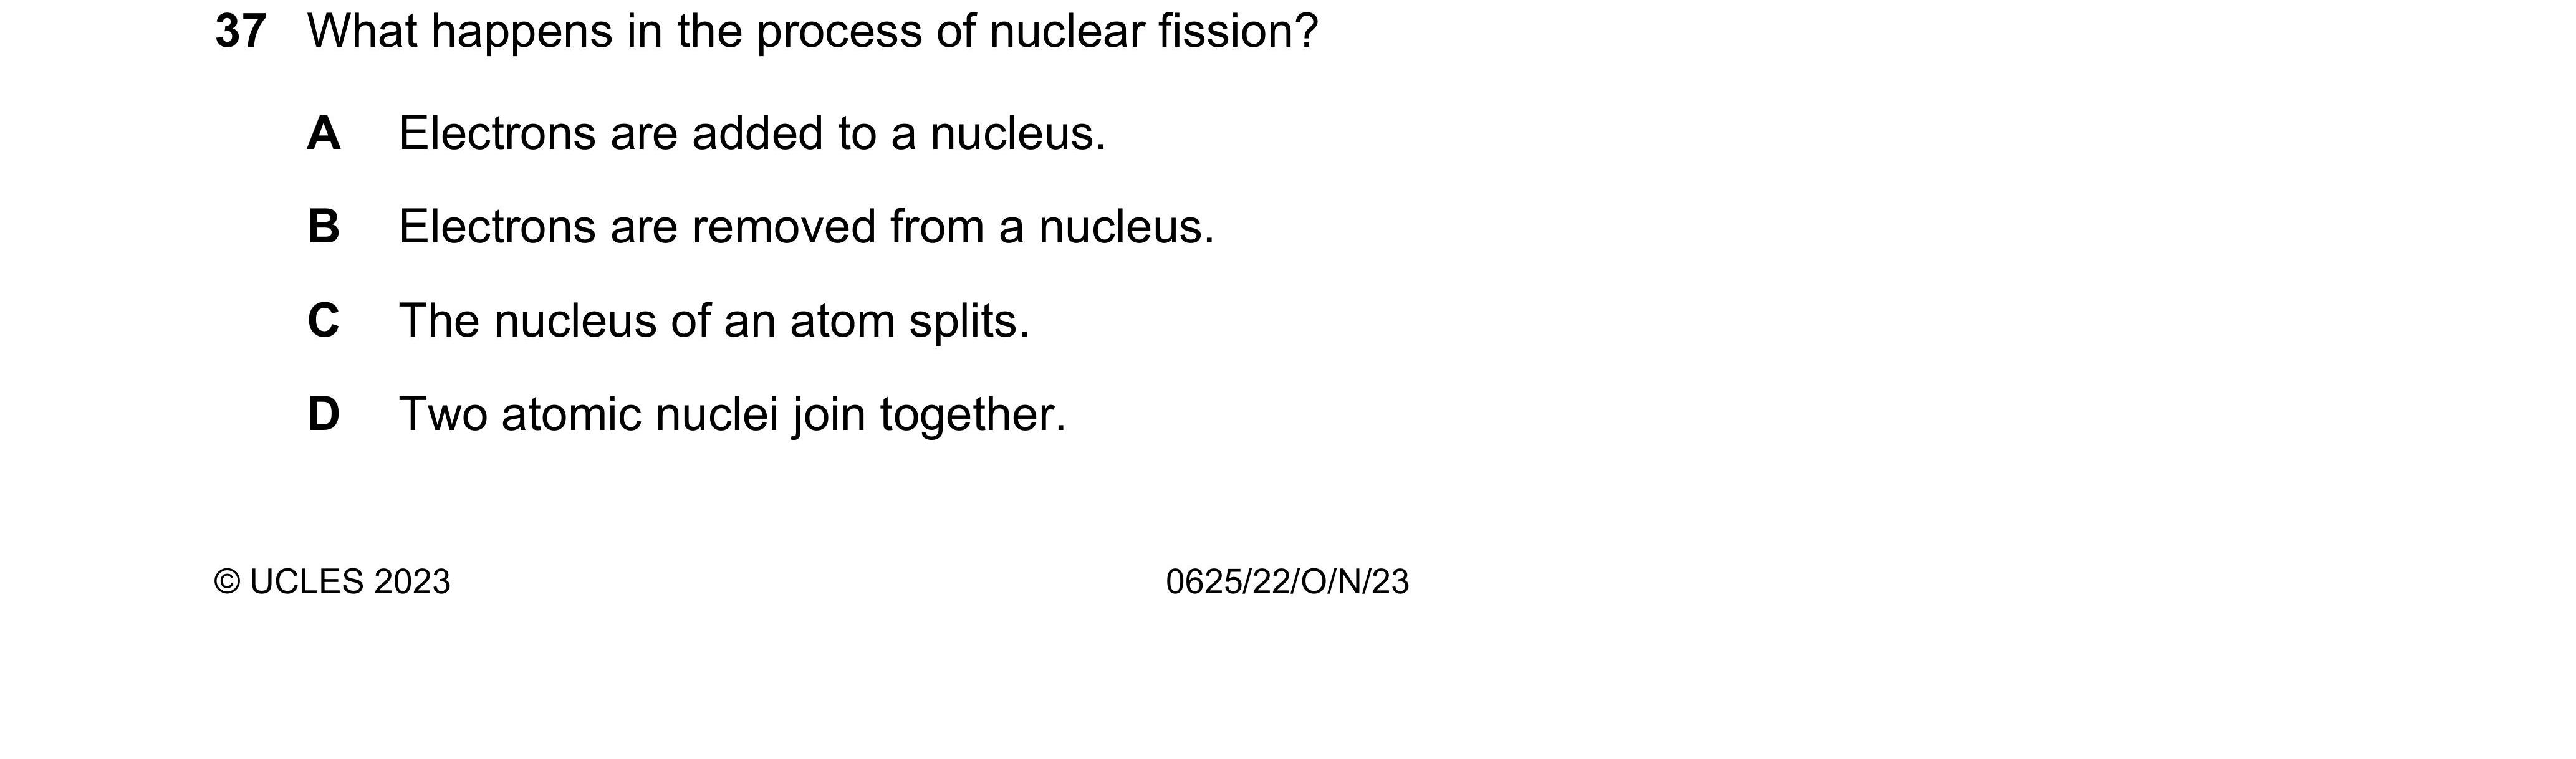 37 What happens in the process of nuclear fission?
A Electrons are added to a nucleus.
B Electrons are removed from a nucleus.
C The nucleus of an atom splits.
D Two atomic nuclei join together.
© UCLES 2023 0625/22/O/N/23